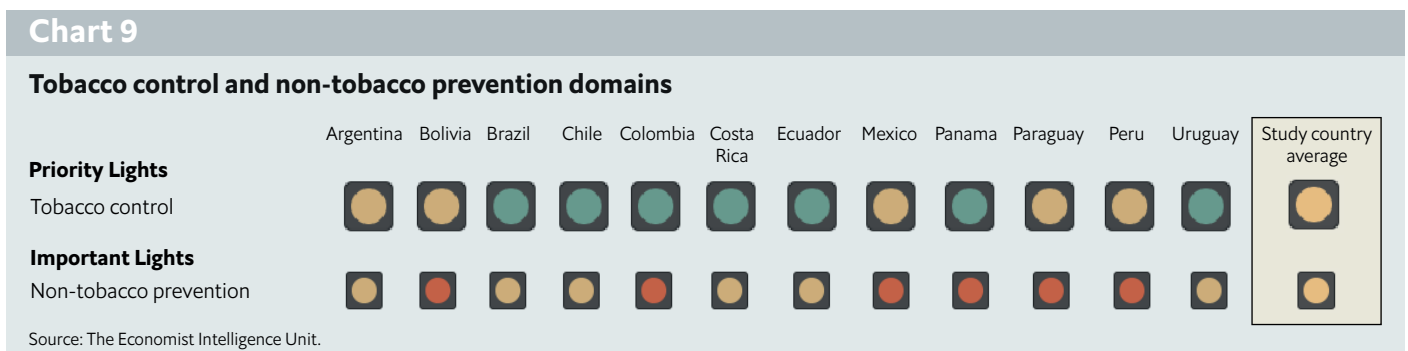 Chart 9
Tobacco control and non-tobacco prevention domains
Argentina Bolivia Brazil Chile Colombia Costa Rica Ecuador Mexico Panama Paraguay Peru Uruguay Study country average
Priority Lights
Tobacco control
Important Lights
Non-tobacco prevention
Source: The Economist Intelligence Unit.